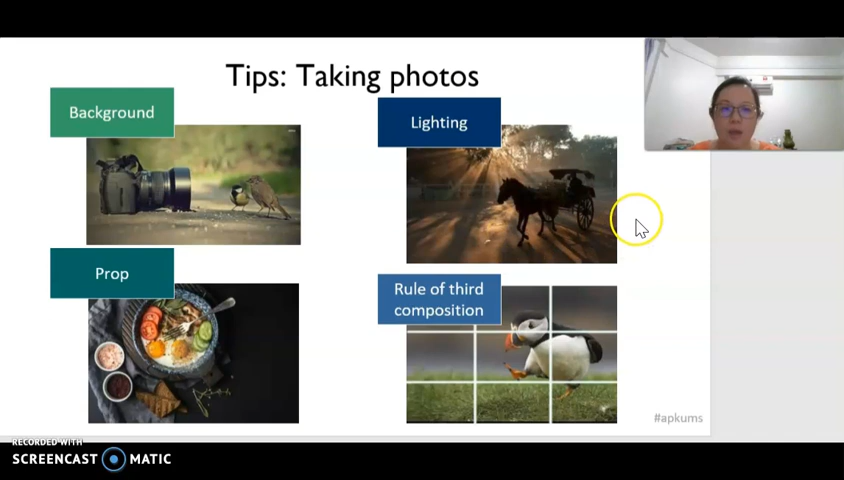 Tips: Taking photos
Background
Lighting
Prop
Rule of third
composition
#apkums
RECORDED WITH
SCREENCAST MATIC